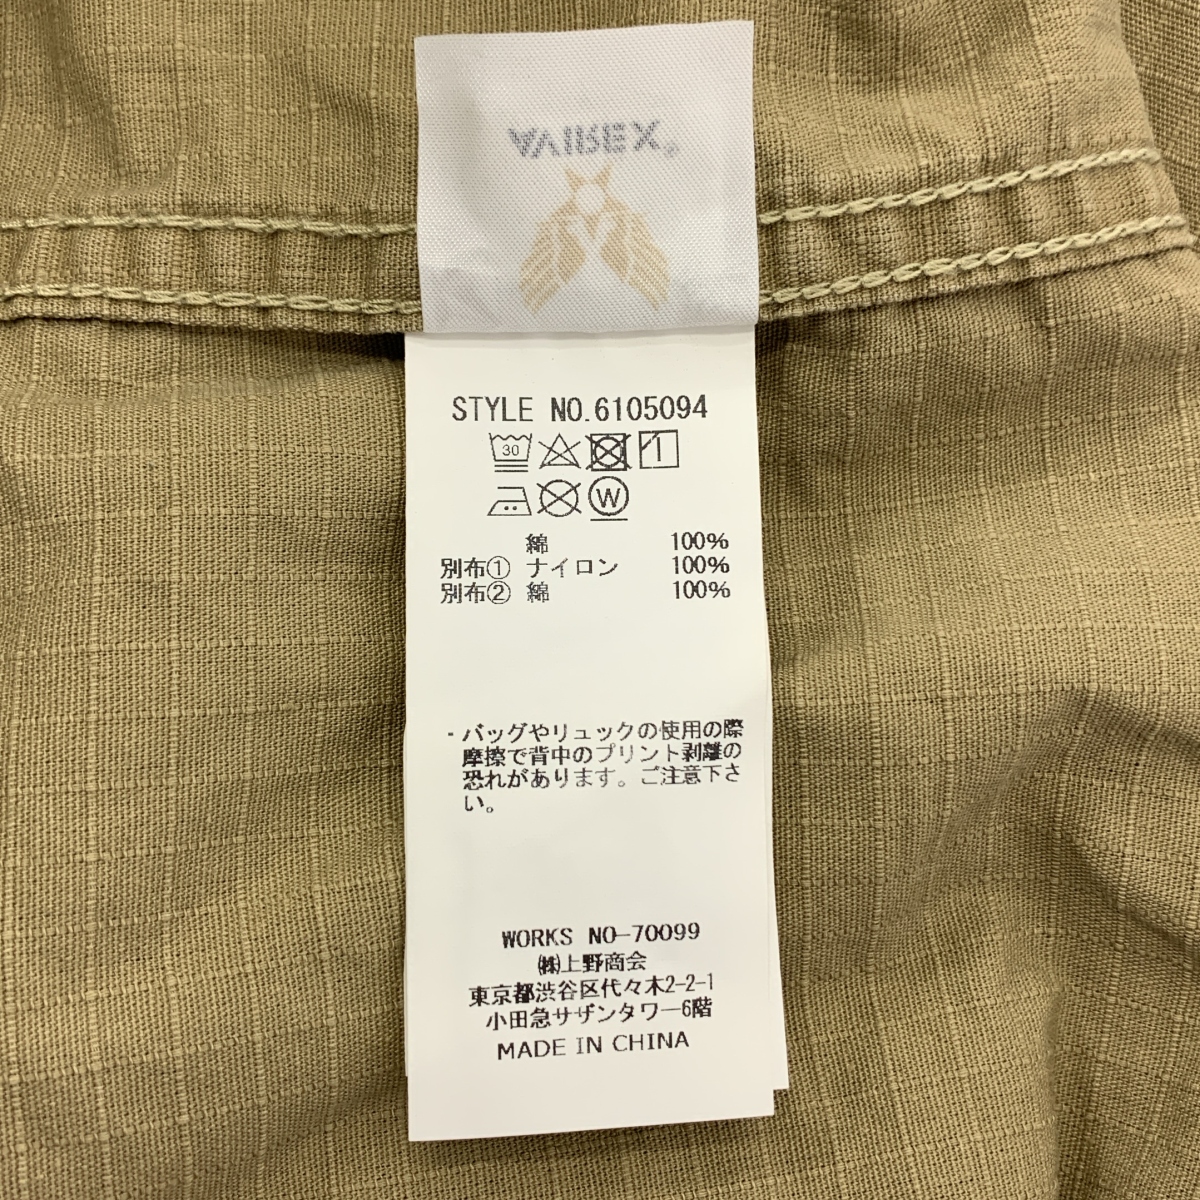 AVIREX®
STYLE NO.6105094
30
W
綿 100%
別布① ナイロン 100%
別布② 綿 100%
・バッグやリュックの使用の際
摩擦で背中のプリント剥離の
恐れがあります。ご注意下さ
い。
WORKS NO-70099
㈱上野商会
東京都渋谷区代々木2-2-1
小田急サザンタワー6階
MADE IN CHINA